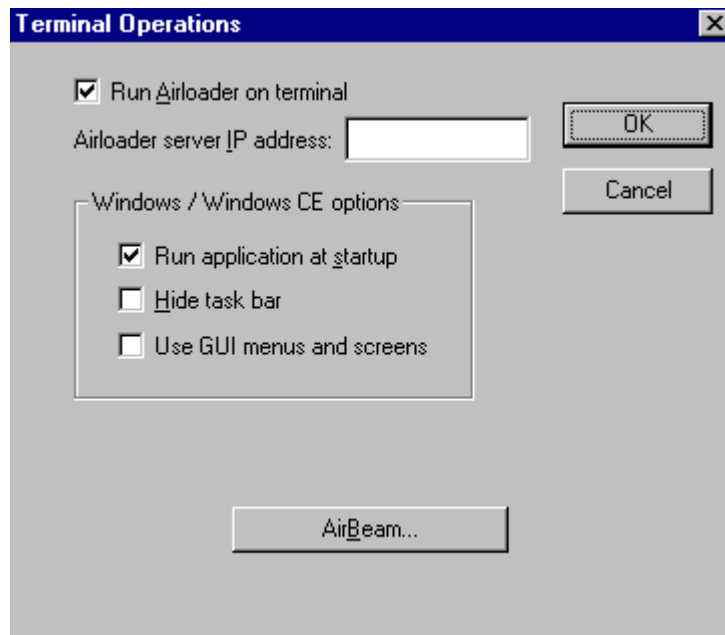 Terminal Operations
Run Airloader on terminal
Airloader server IP address:
OK
Cancel
Windows / Windows CE options
Run application at startup
Hide task bar
Use GUI menus and screens
AirBeam...